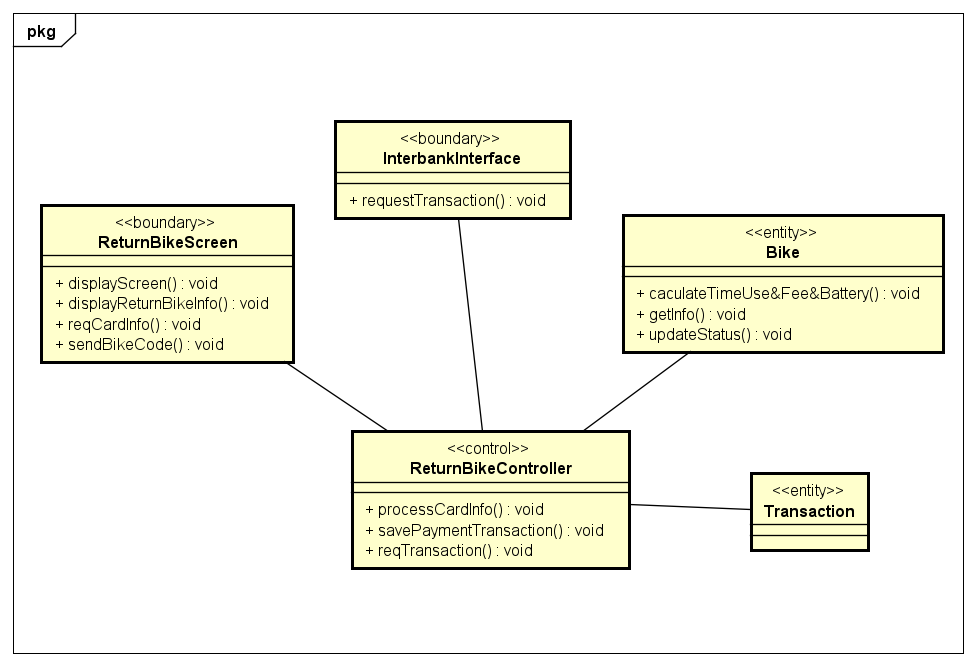 pkg
<<boundary>>
InterbankInterface
+ requestTransaction() : void
<<boundary>>
ReturnBikeScreen
+ displayScreen() : void
+ displayReturnBikeInfo() : void
+ reqCardInfo() : void
+ sendBikeCode() : void
<<entity>>
Bike
+ caculateTimeUse&Fee&Battery() : void
+ getInfo() : void
+ updateStatus() : void
<<control>>
ReturnBikeController
+ processCardInfo() : void
+ savePaymentTransaction() : void
+ reqTransaction() : void
<<entity>>
Transaction